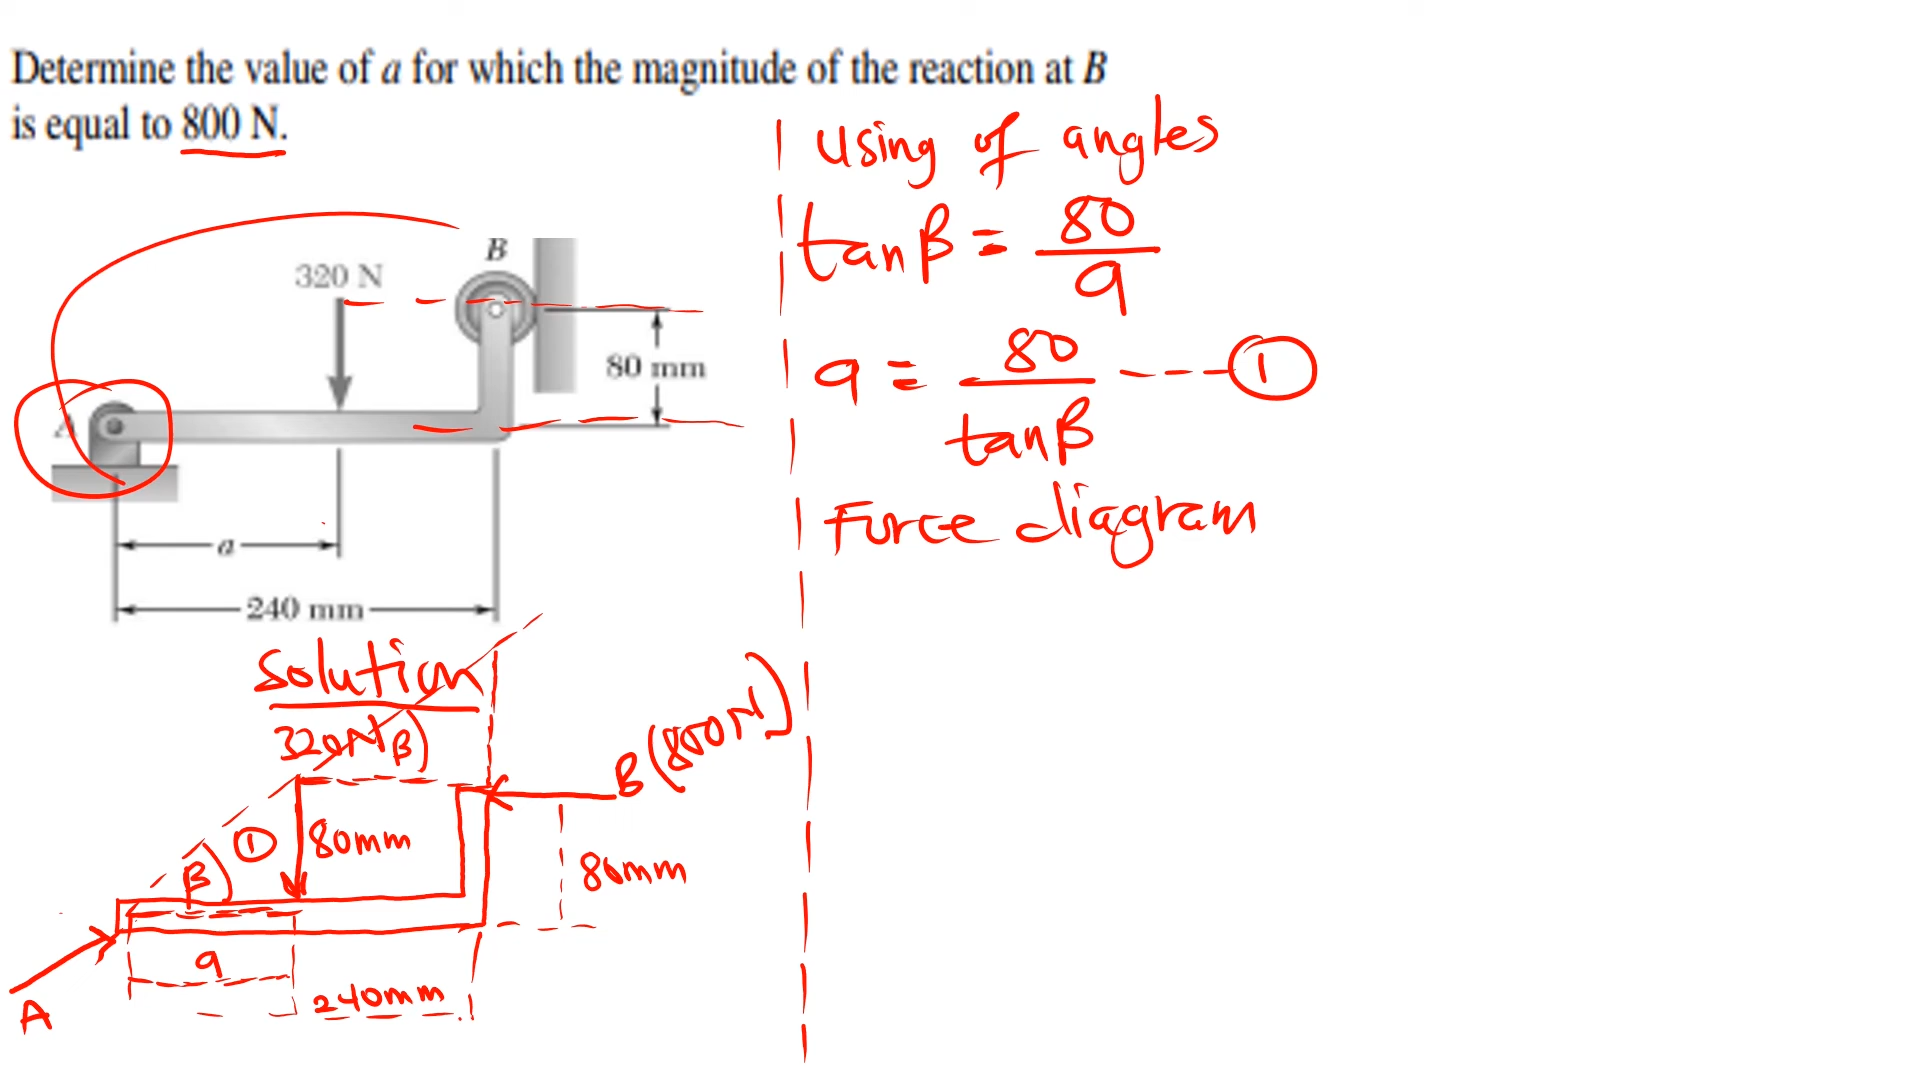 Determine the value of a for which the magnitude of the reaction at B
is equal to 800 N.
B
320 N
80 mm
A
a
240 mm
solution
320N
β
B (800N)
1
80mm
β
80mm
a
240mm
A
Using of angles
tanβ = 80/a
a = 80/tanβ ---- 1
Force diagram